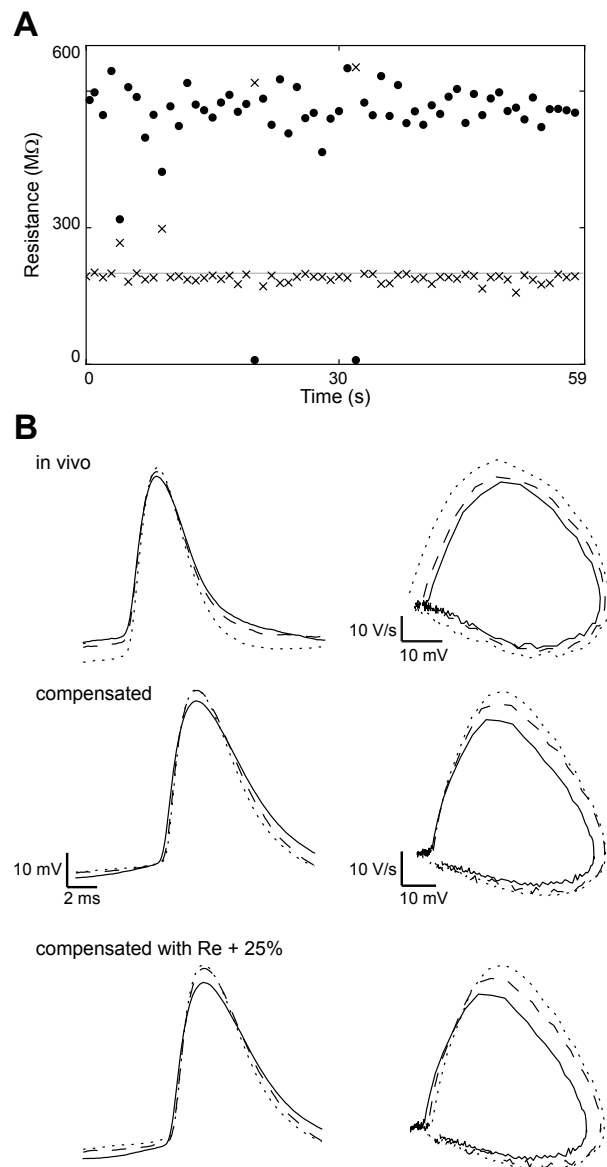 A
600
300
0
Resistance (MΩ)
0
30
59
Time (s)
B
in vivo
10 V/s
10 mV
compensated
10 mV
2 ms
10 V/s
10 mV
compensated with Re + 25%